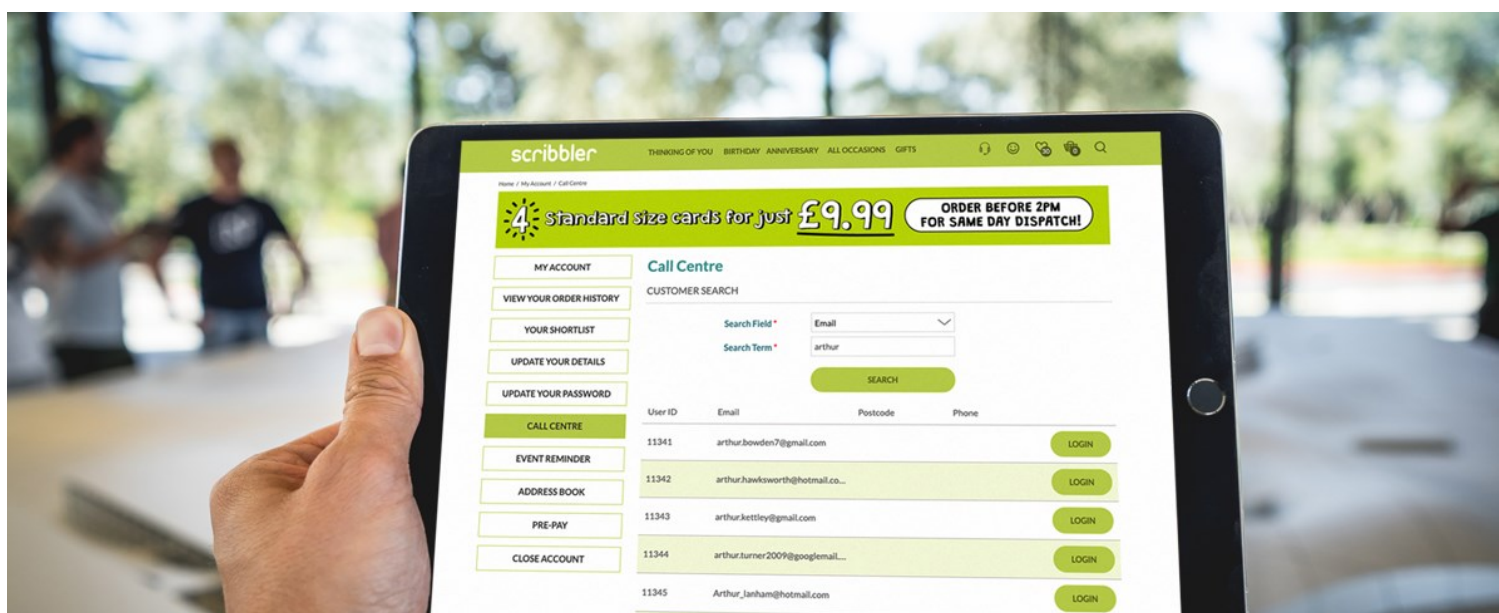 scribbler
THINKING OF YOU BIRTHDAY ANNIVERSARY ALL OCCASIONS GIFTS
Home / My Account / Call Centre
4 Standard size cards for just £9.99
ORDER BEFORE 2PM
FOR SAME DAY DISPATCH!
MY ACCOUNT
VIEW YOUR ORDER HISTORY
YOUR SHORTLIST
UPDATE YOUR DETAILS
UPDATE YOUR PASSWORD
CALL CENTRE
EVENT REMINDER
ADDRESS BOOK
PRE-PAY
CLOSE ACCOUNT
Call Centre
CUSTOMER SEARCH
Search Field * Email
Search Term * arthur
SEARCH
User ID Email Postcode Phone
11341 arthur.bowden7@gmail.com LOGIN
11342 arthur.hawksworth@hotmail.co... LOGIN
11343 arthur.kettley@gmail.com LOGIN
11344 arthur.turner2009@googlemail.... LOGIN
11345 Arthur_lanham@hotmail.com LOGIN